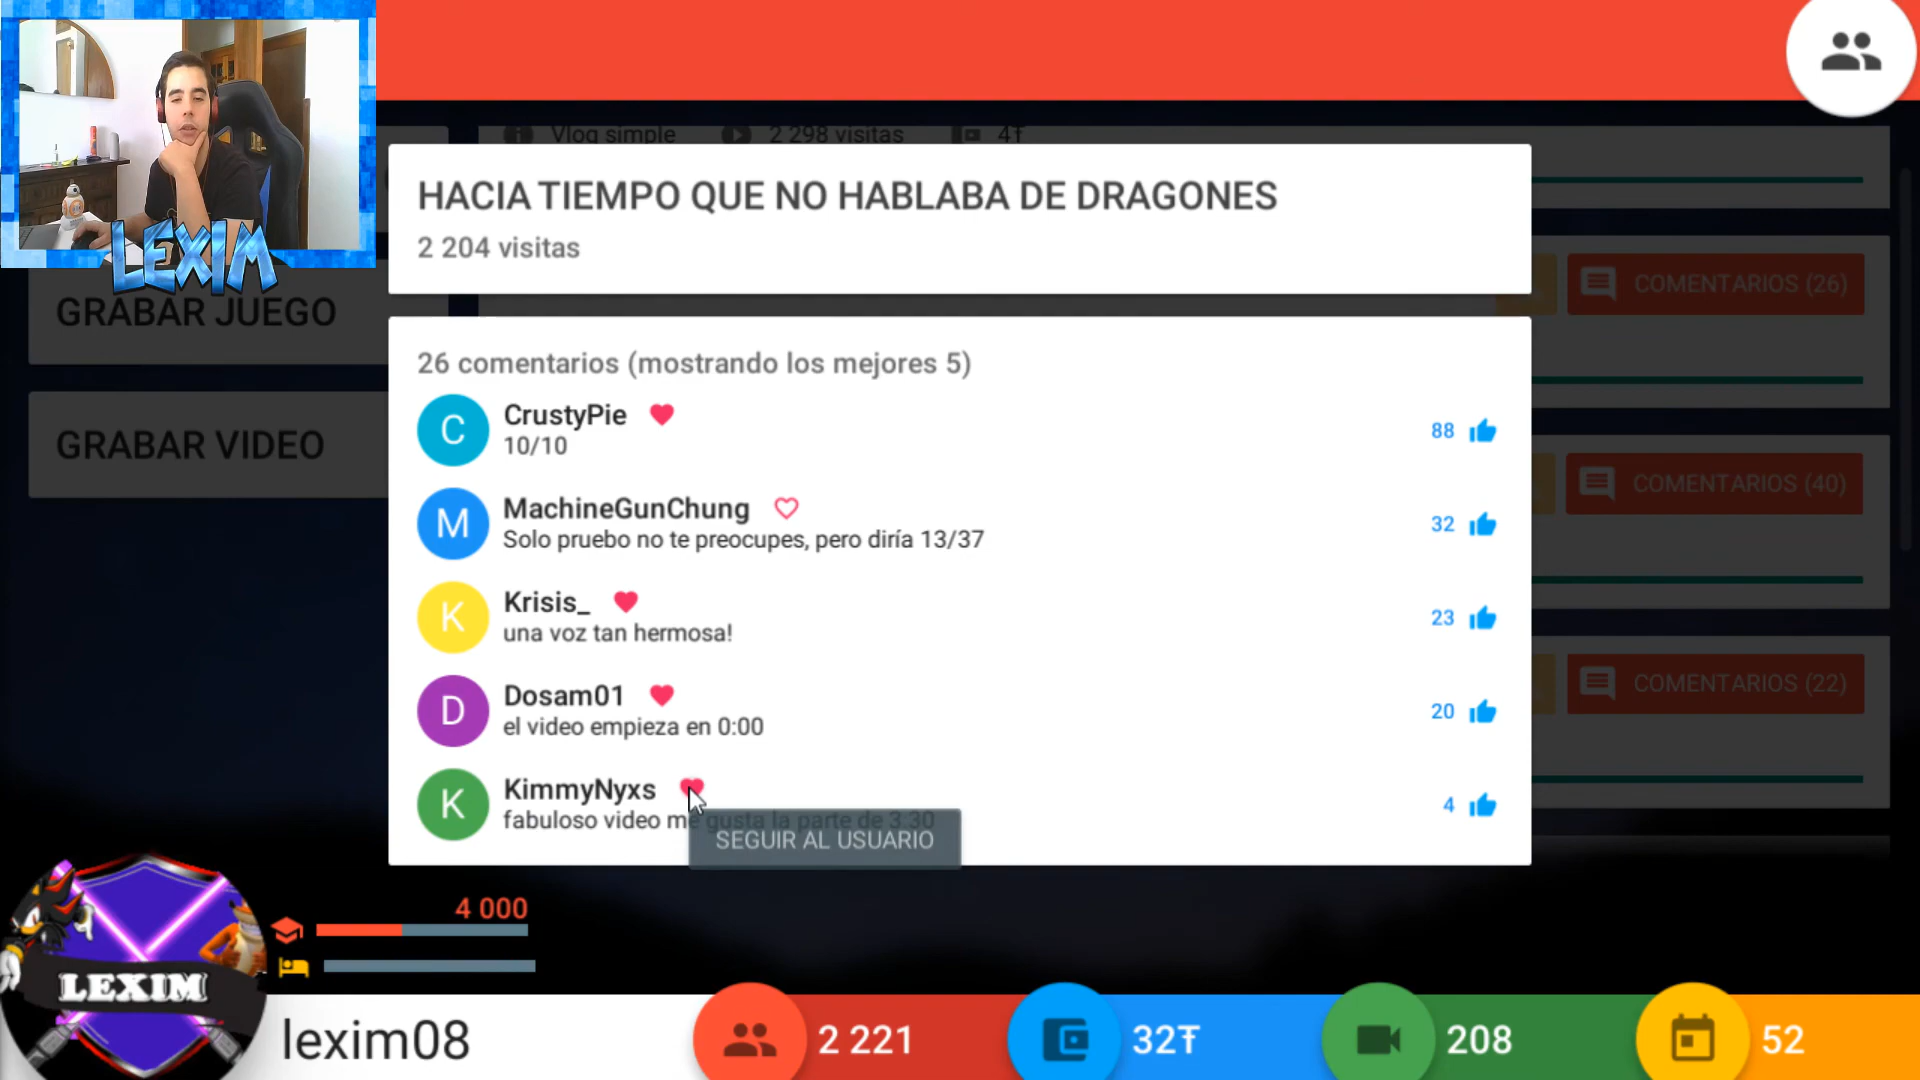 LEXIM
Vlog simple
2 298 visitas
4Ŧ
HACIA TIEMPO QUE NO HABLABA DE DRAGONES
2 204 visitas
GRABAR JUEGO
GRABAR VIDEO
COMENTARIOS (26)
COMENTARIOS (40)
COMENTARIOS (22)
26 comentarios (mostrando los mejores 5)
C
CrustyPie
10/10
88
M
MachineGunChung
Solo pruebo no te preocupes, pero diría 13/37
32
K
Krisis_
una voz tan hermosa!
23
D
Dosam01
el video empieza en 0:00
20
K
KimmyNyxs
fabuloso video me gusta la parte de 3:30
4
SEGUIR AL USUARIO
4 000
LEXIM
lexim08
2 221
32Ŧ
208
52